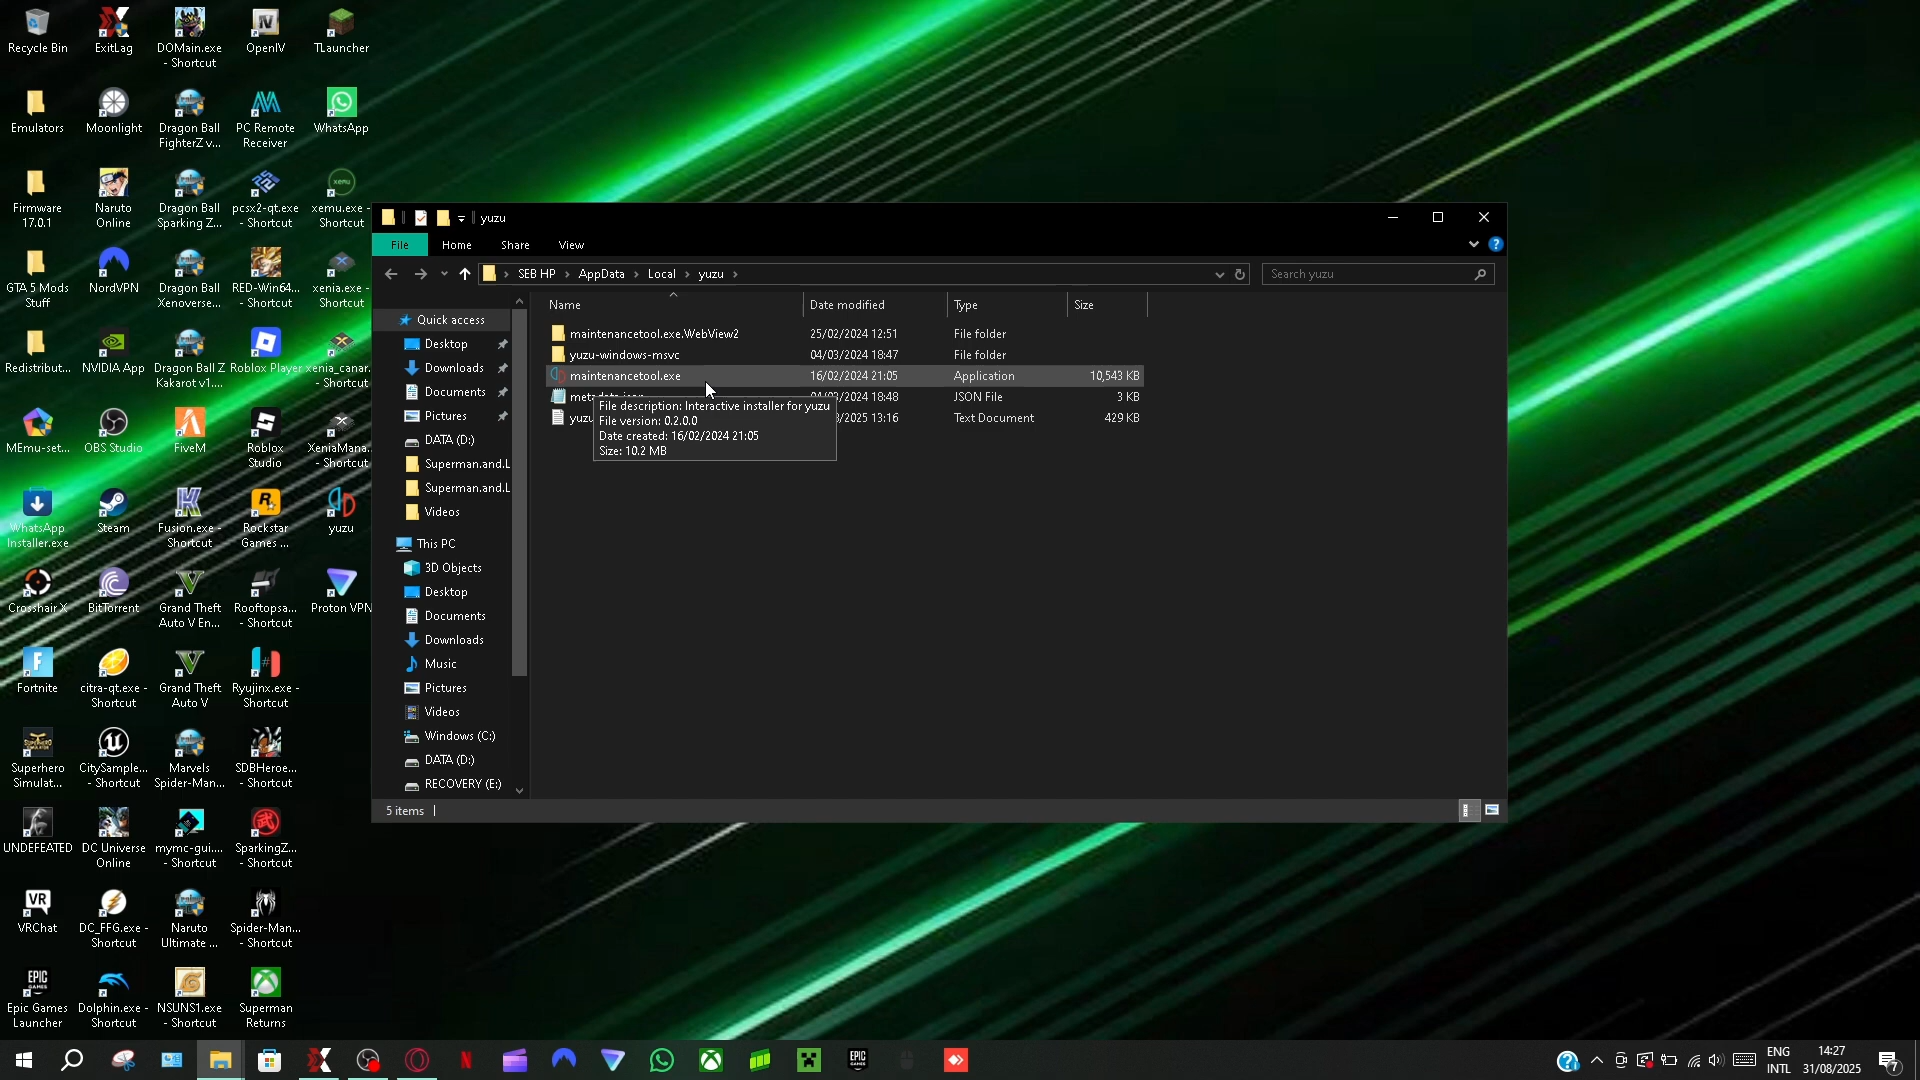 Recycle Bin
ExitLag
DOMain.exe
- Shortcut
OpenIV
TLauncher
Emulators
Moonlight
Dragon Ball
FighterZ v...
PC Remote
Receiver
WhatsApp
Firmware
17.0.1
Naruto
Online
Dragon Ball
Sparking Z...
pcsx2-qt.exe
- Shortcut
xemu.exe -
Shortcut
GTA 5 Mods
Stuff
NordVPN
Dragon Ball
Xenoverse...
RED-Win64...
- Shortcut
xenia.exe -
Shortcut
Redistribut...
NVIDIA App
Dragon Ball Z
Kakarot v1....
Roblox Player
xenia_canar...
- Shortcut
MEmu-set...
OBS Studio
FiveM
Roblox
Studio
XeniaMana...
- Shortcut
WhatsApp
Installer.exe
Steam
Fusion.exe -
Shortcut
Rockstar
Games ...
yuzu
Crosshair X
BitTorrent
Grand Theft
Auto V En...
Rooftopsa...
- Shortcut
Proton VPN
Fortnite
citra-qt.exe -
Shortcut
Grand Theft
Auto V
Ryujinx.exe -
Shortcut
Superhero
Simulat...
CitySample...
- Shortcut
Marvels
Spider-Man...
SDBHeroe...
- Shortcut
UNDEFEATED
DC Universe
Online
mymc-gui....
- Shortcut
SparkingZ...
- Shortcut
VRChat
DC_FFG.exe -
Shortcut
Naruto
Ultimate ...
Spider-Man...
- Shortcut
Epic Games
Launcher
Dolphin.exe -
Shortcut
NSUNS1.exe
- Shortcut
Superman
Returns
yuzu
File Home Share View
SEB HP AppData Local yuzu
Search yuzu
Name Date modified Type Size
maintenancetool.exe.WebView2 25/02/2024 12:51 File folder
yuzu-windows-msvc 04/03/2024 18:47 File folder
maintenancetool.exe 16/02/2024 21:05 Application 10,543 KB
2024 18:48 JSON File 3 KB
yuzu 2025 13:16 Text Document 429 KB
File description: Interactive installer for yuzu
File version: 0.2.0.0
Date created: 16/02/2024 21:05
Size: 10.2 MB
Quick access
Desktop
Downloads
Documents
Pictures
DATA (D:)
Superman.and.L
Superman.and.L
Videos
This PC
3D Objects
Desktop
Documents
Downloads
Music
Pictures
Videos
Windows (C:)
DATA (D:)
RECOVERY (E:)
5 items
ENG
INTL
14:27
31/08/2025
7